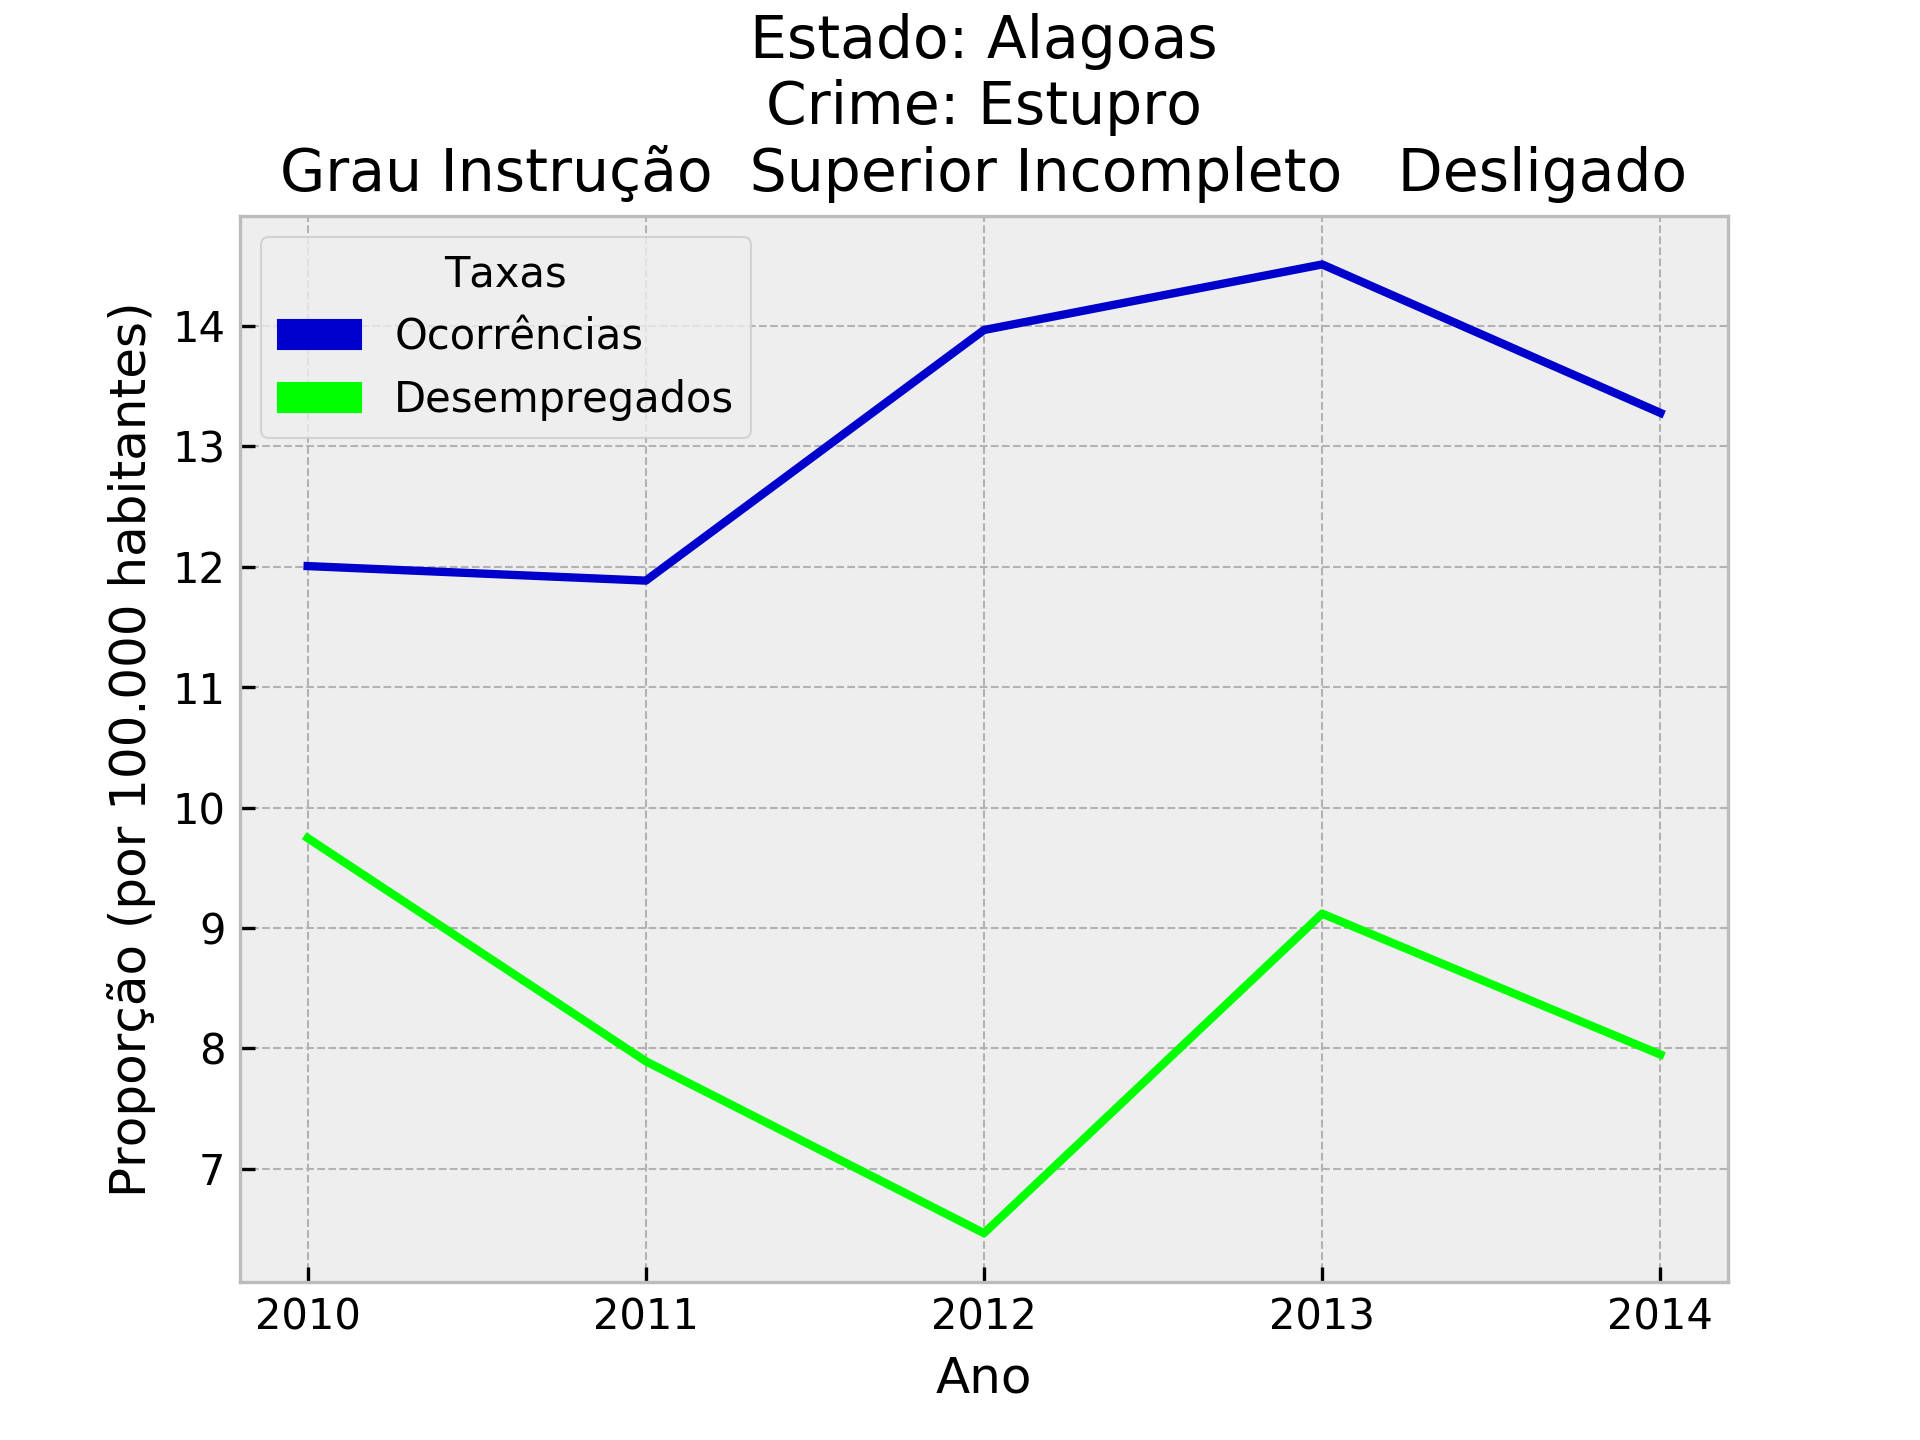 Estado: Alagoas
Crime: Estupro
Grau Instrução  Superior Incompleto   Desligado
Taxas
Ocorrências
Desempregados
Proporção (por 100.000 habitantes)
14
13
12
11
10
9
8
7
2010 2011 2012 2013 2014
Ano